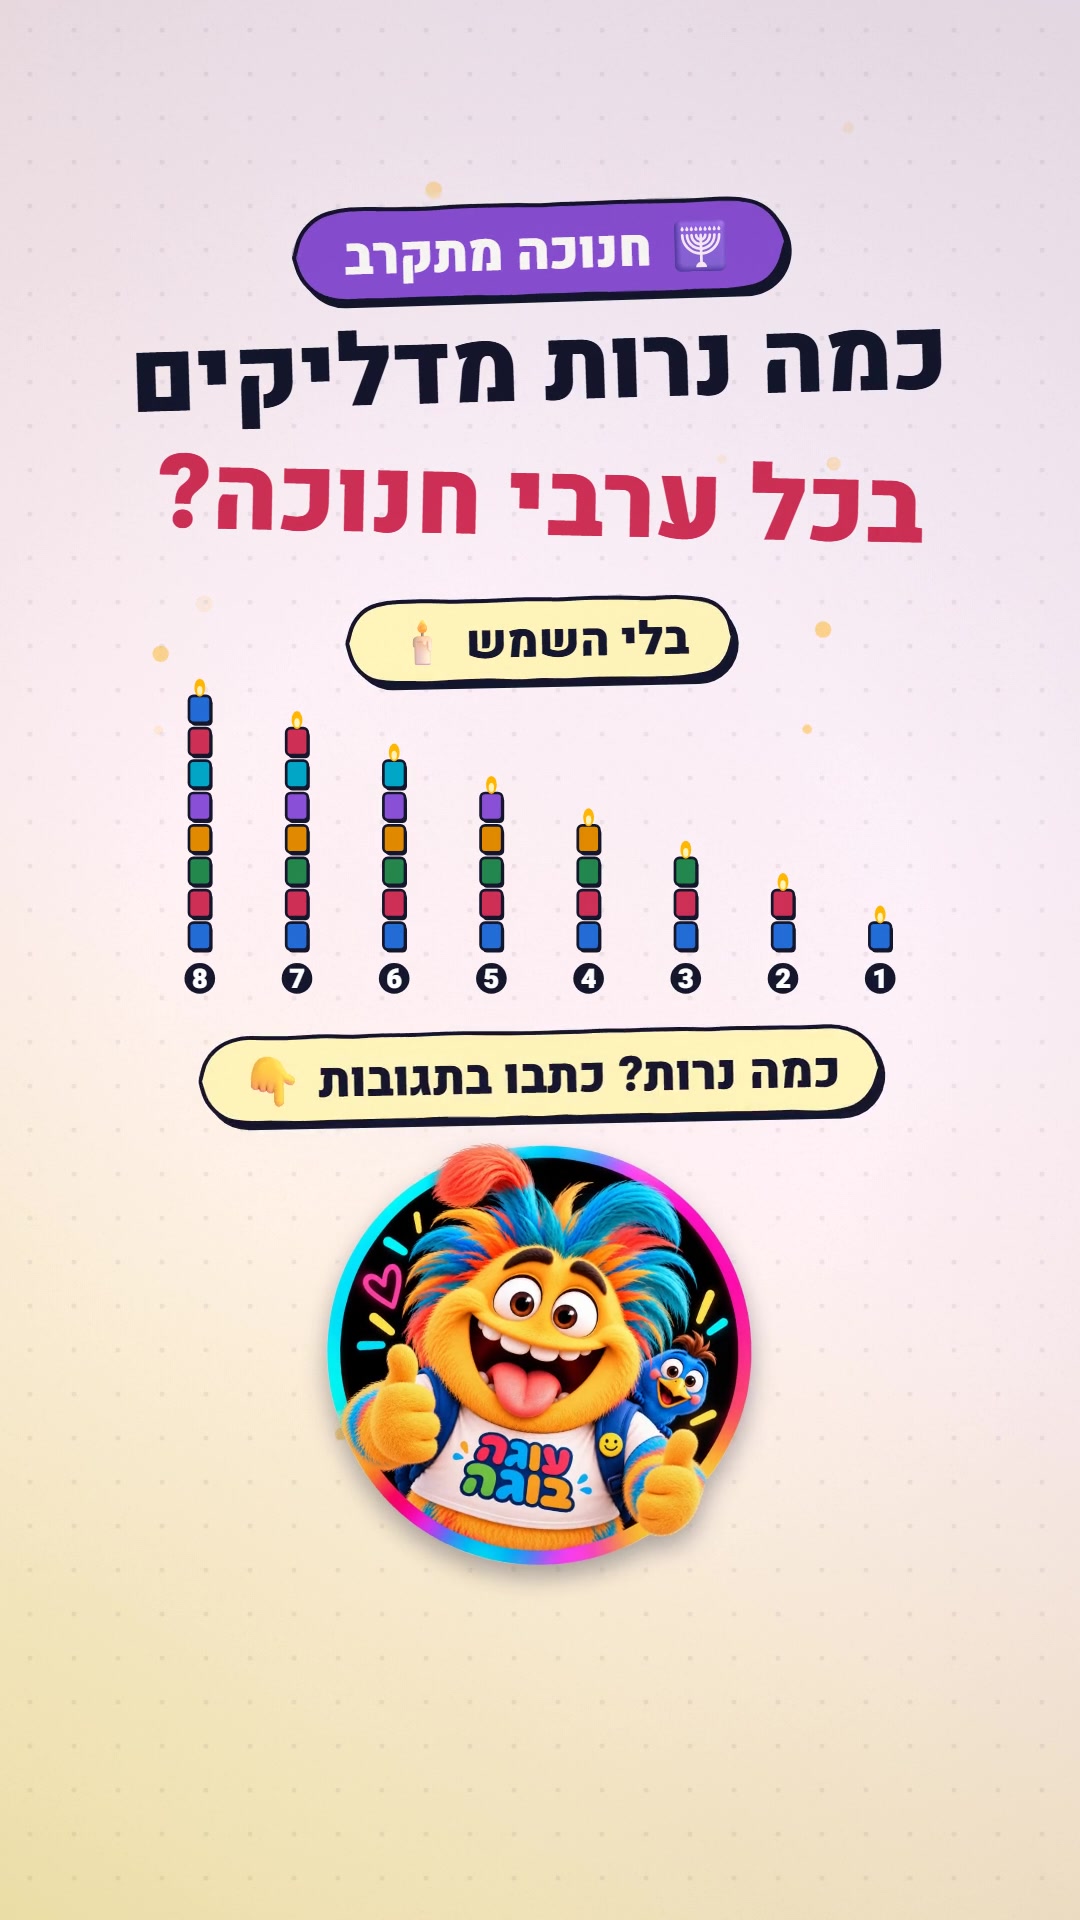 חנוכה מתקרב
כמה נרות מדליקים
בכל ערבי חנוכה?
בלי השמש
8 7 6 5 4 3 2 1
כמה נרות? כתבו בתגובות
עוגה
בוגה